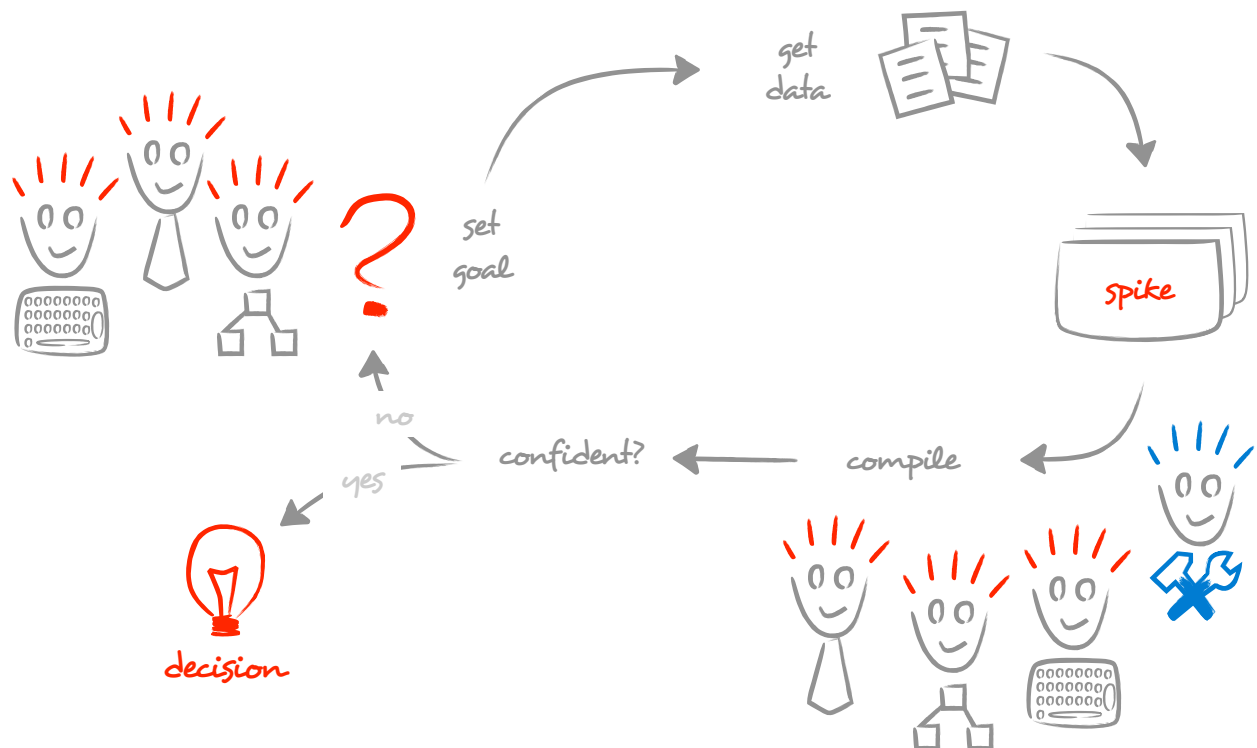 get
data
set
goal
spike
no
confident?
compile
yes
decision